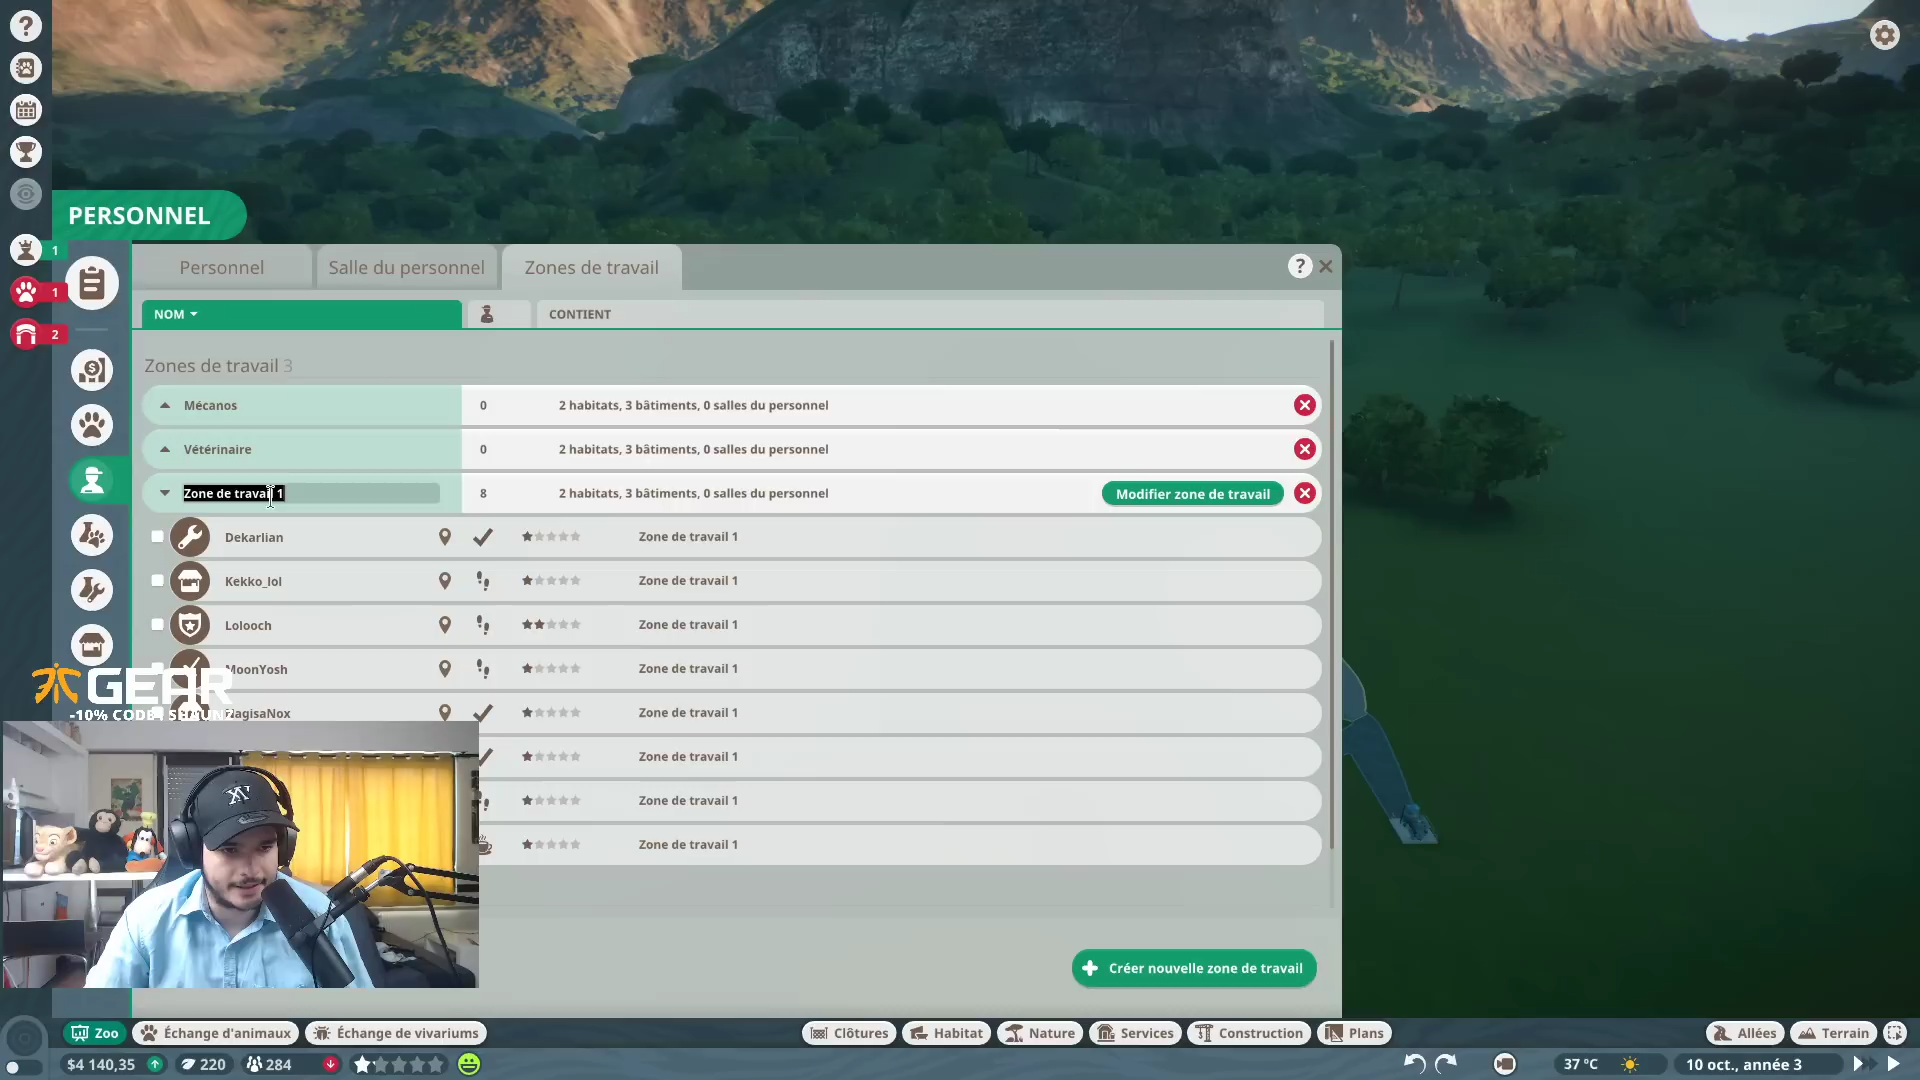 PERSONNEL
1
1
2
Personnel
Salle du personnel
Zones de travail
?
NOM
CONTIENT
Zones de travail 3
Mécanos
0
2 habitats, 3 bâtiments, 0 salles du personnel
Vétérinaire
0
2 habitats, 3 bâtiments, 0 salles du personnel
Zone de travail 1
8
2 habitats, 3 bâtiments, 0 salles du personnel
Modifier zone de travail
Dekarlian
Zone de travail 1
Kekko_lol
Zone de travail 1
Lolooch
Zone de travail 1
MoonYosh
Zone de travail 1
Zone de travail 1
Zone de travail 1
Zone de travail 1
Zone de travail 1
GEAR
-10% CODE
Créer nouvelle zone de travail
Zoo
Échange d'animaux
Échange de vivariums
Clôtures
Habitat
Nature
Services
Construction
Plans
Allées
Terrain
$4 140,35
220
284
37 °C
10 oct., année 3